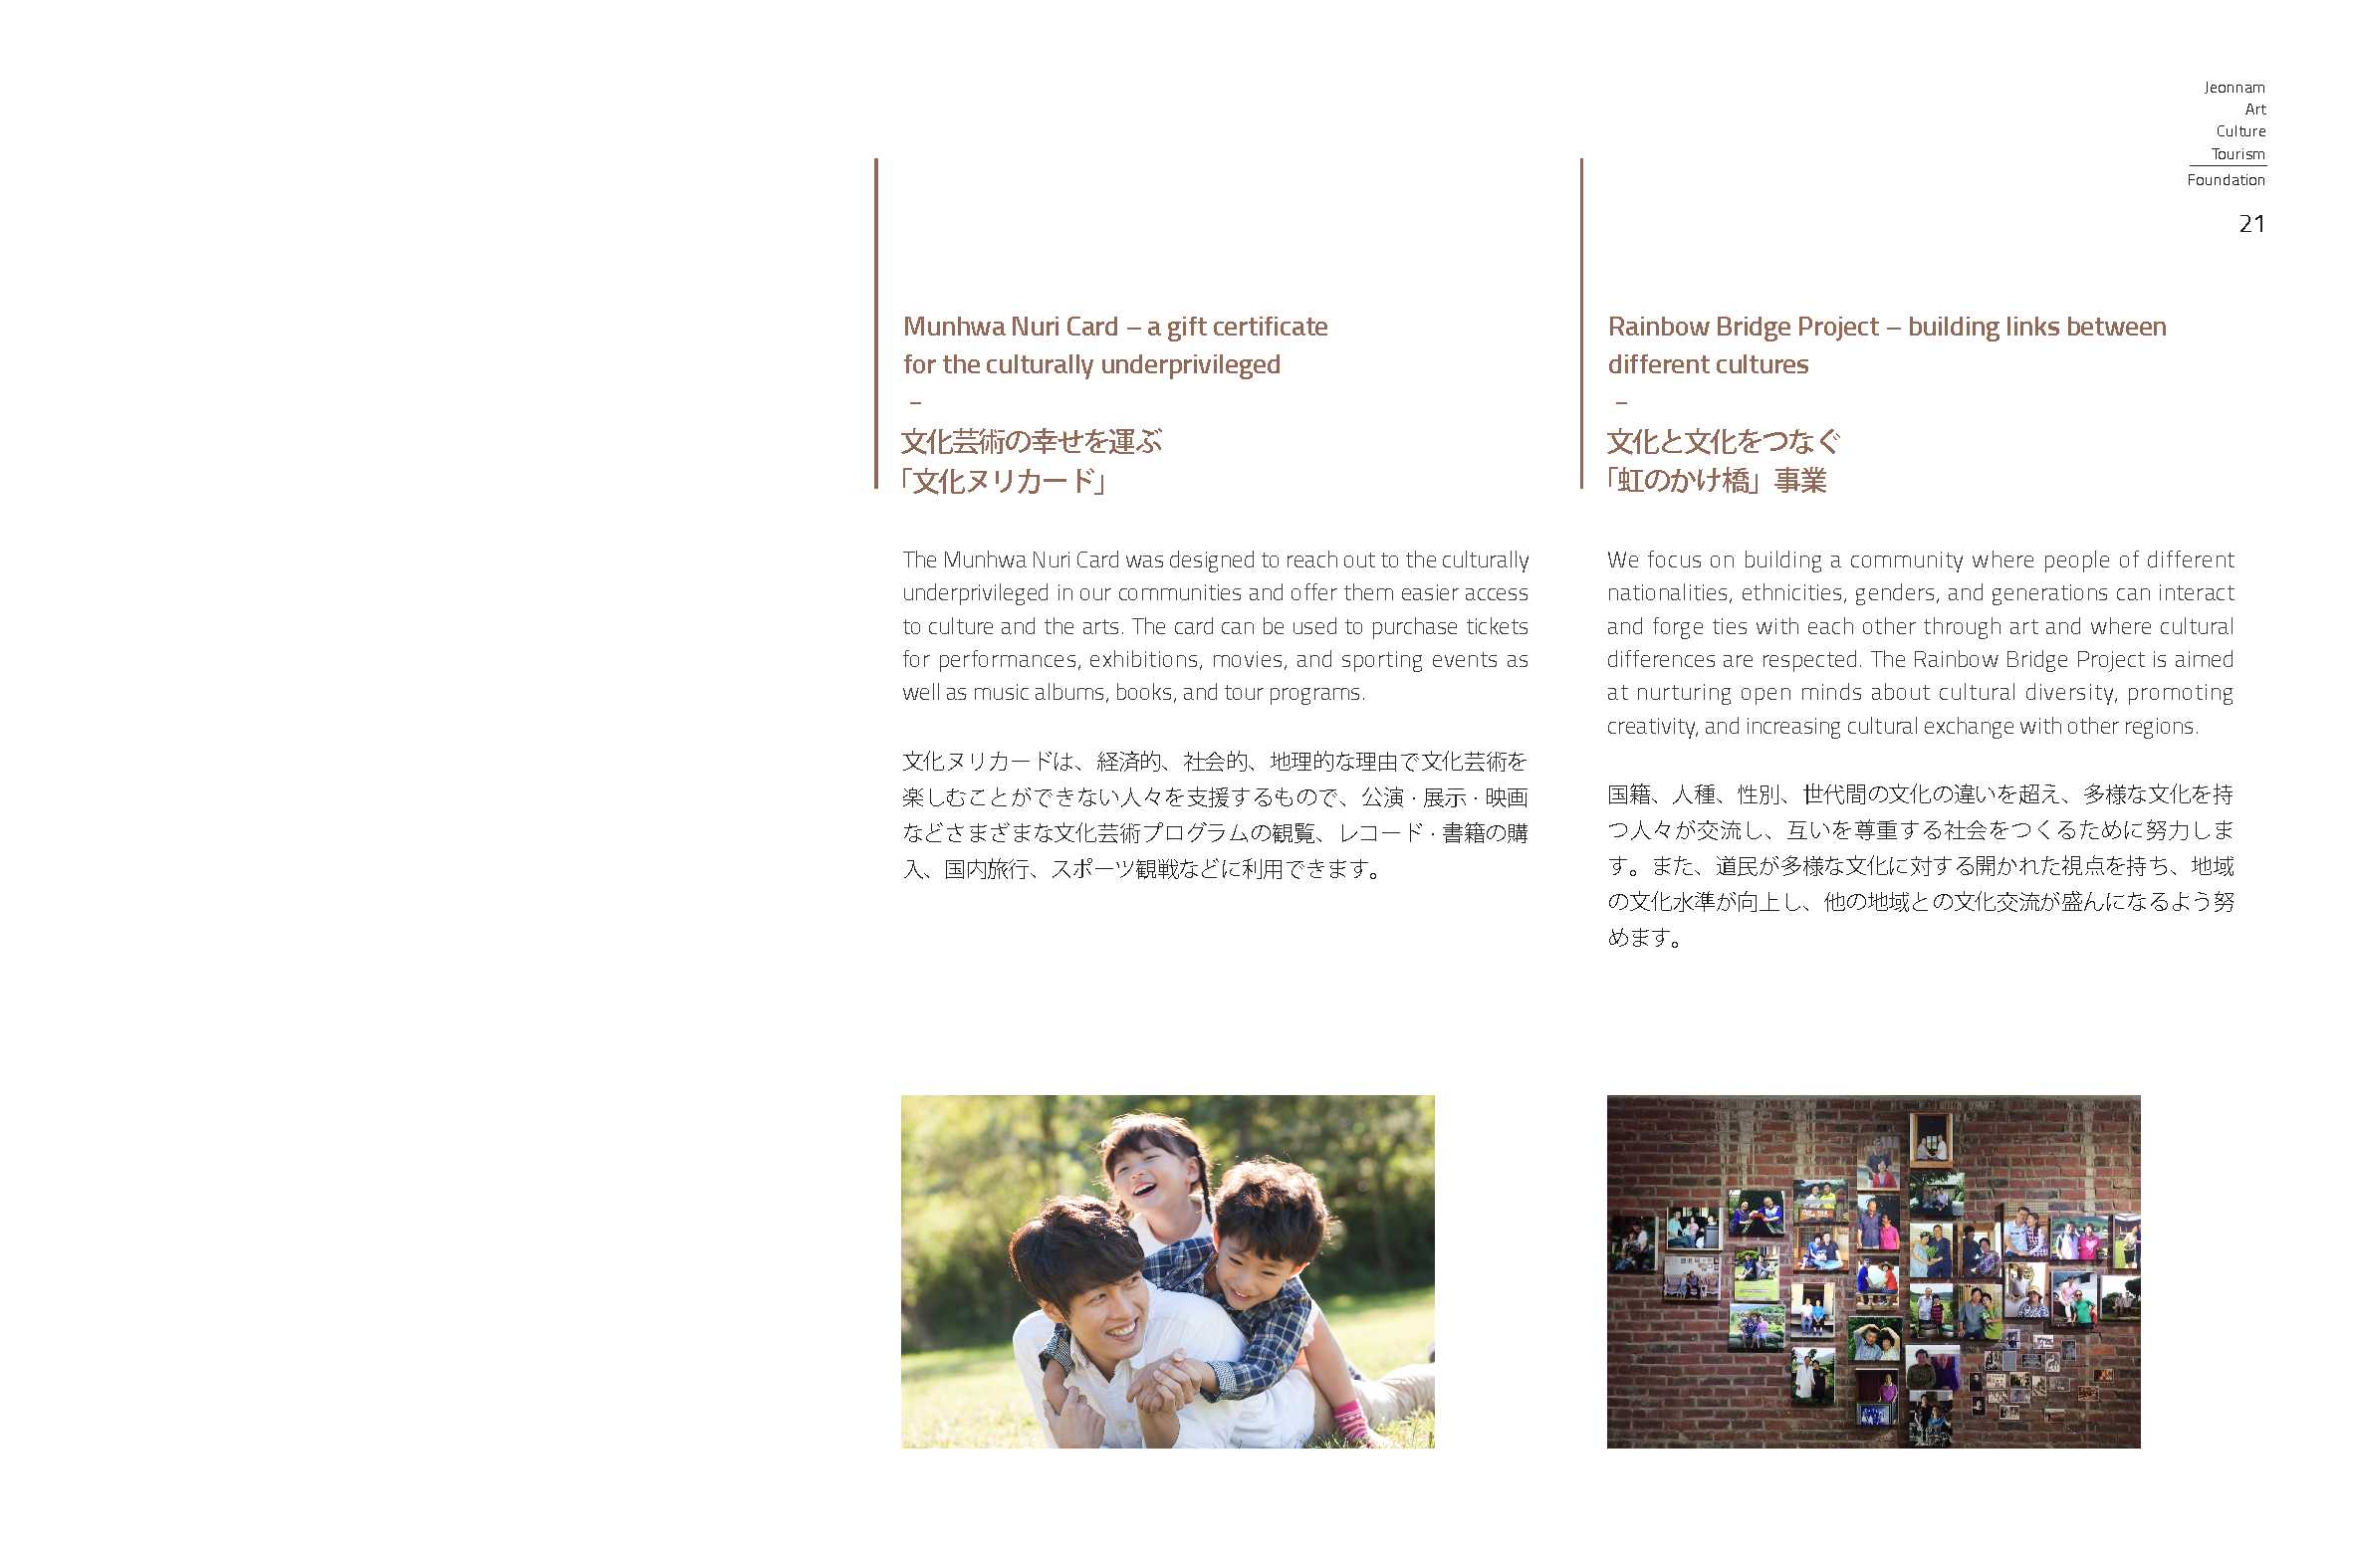 Jeonnam
Art
Culture
Tourism
Foundation
21
Munhwa Nuri Card – a gift certificate
for the culturally underprivileged
–
文化芸術の幸せを運ぶ
「文化ヌリカード」
The Munhwa Nuri Card was designed to reach out to the culturally
underprivileged in our communities and offer them easier access
to culture and the arts. The card can be used to purchase tickets
for performances, exhibitions, movies, and sporting events as
well as music albums, books, and tour programs.
文化ヌリカードは、経済的、社会的、地理的な理由で文化芸術を
楽しむことができない人々を支援するもので、公演·展示·映画
などさまざまな文化芸術プログラムの観覧、レコード·書籍の購
入、国内旅行、スポーツ観戦などに利用できます。
Rainbow Bridge Project – building links between
different cultures
–
文化と文化をつなぐ
「虹のかけ橋」事業
We focus on building a community where people of different
nationalities, ethnicities, genders, and generations can interact
and forge ties with each other through art and where cultural
differences are respected. The Rainbow Bridge Project is aimed
at nurturing open minds about cultural diversity, promoting
creativity, and increasing cultural exchange with other regions.
国籍、人種、性別、世代間の文化の違いを超え、多様な文化を持
つ人々が交流し、互いを尊重する社会をつくるために努力しま
す。また、道民が多様な文化に対する開かれた視点を持ち、地域
の文化水準が向上し、他の地域との文化交流が盛んになるよう努
めます。